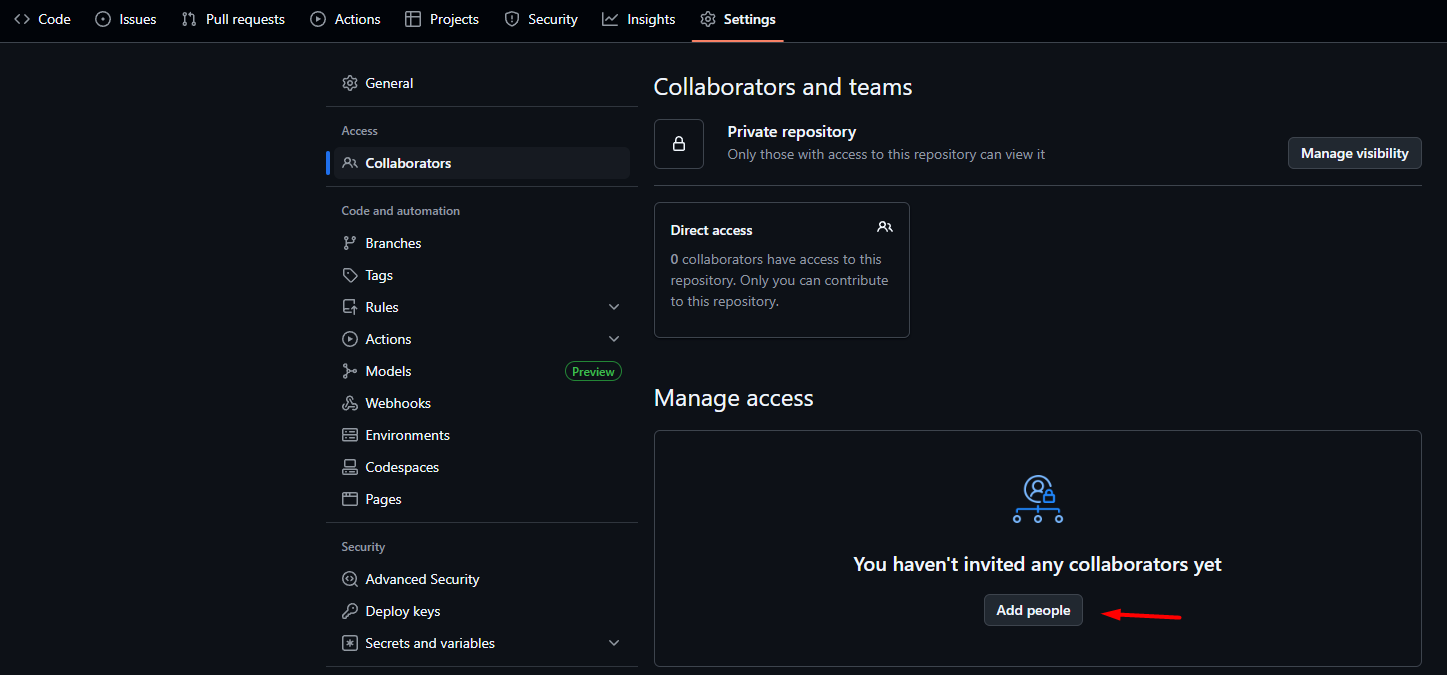 Code
Issues
Pull requests
Actions
Projects
Security
Insights
Settings
General
Access
Collaborators
Code and automation
Branches
Tags
Rules
Actions
Models
Preview
Webhooks
Environments
Codespaces
Pages
Security
Advanced Security
Deploy keys
Secrets and variables
Collaborators and teams
Private repository
Only those with access to this repository can view it
Manage visibility
Direct access
0 collaborators have access to this
repository. Only you can contribute
to this repository.
Manage access
You haven't invited any collaborators yet
Add people